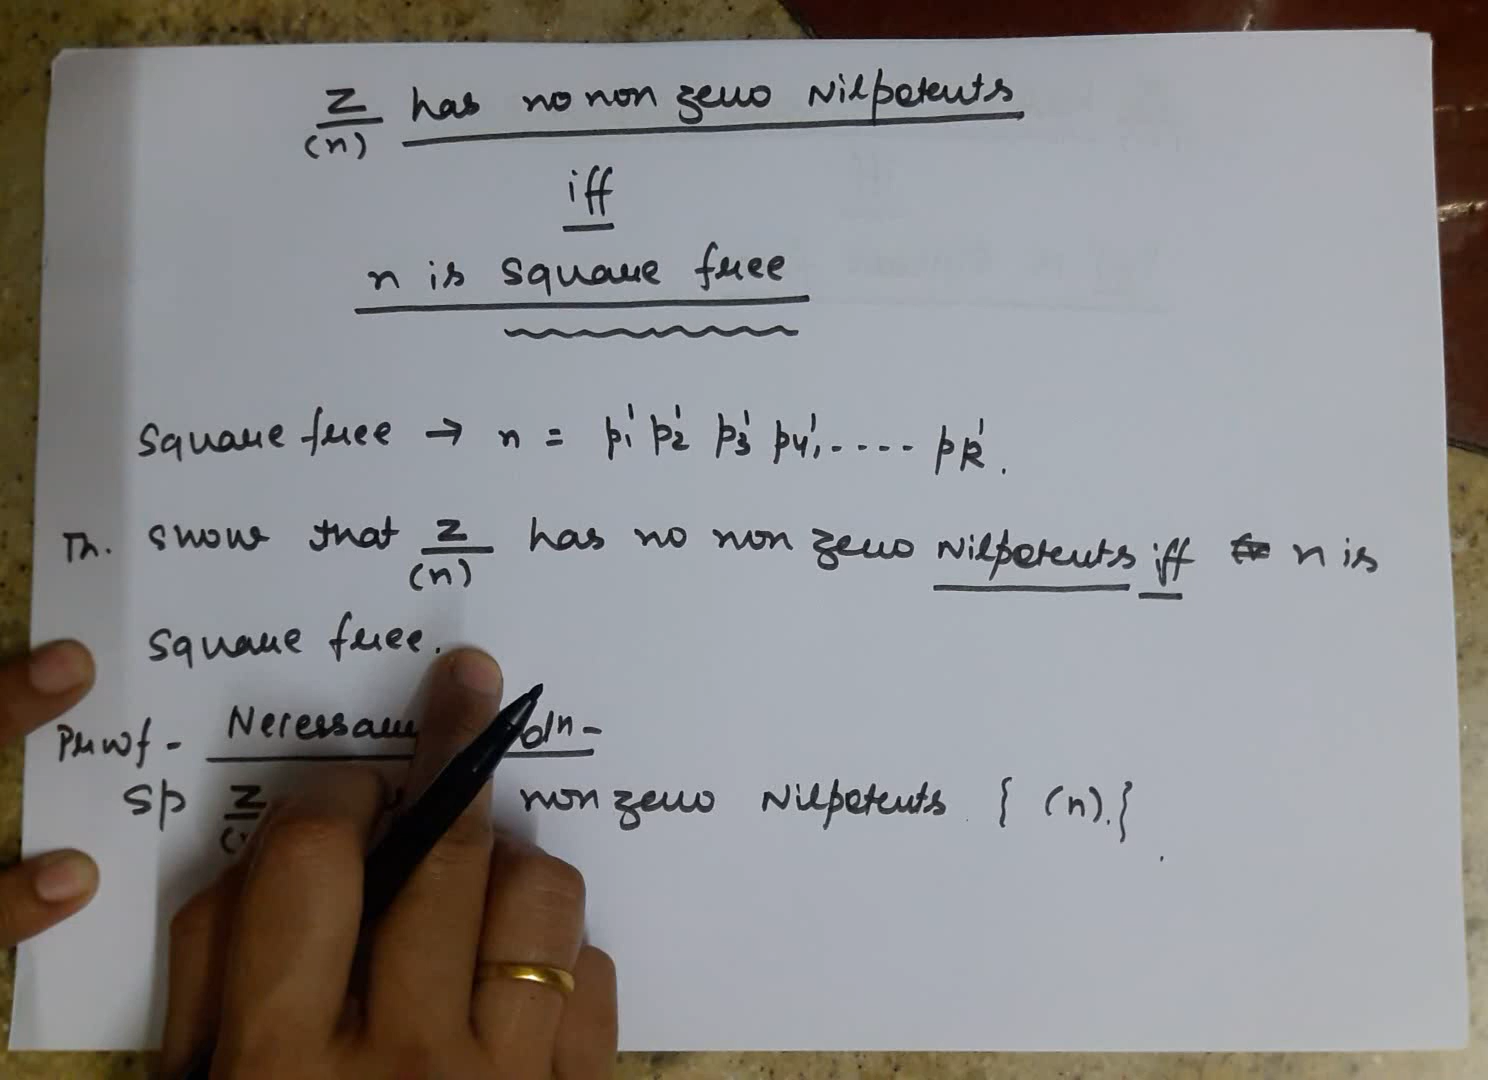 Z/(n) has no non zero Nilpotents
iff
n is square free
square free → n = p₁¹ p₂¹ p₃¹ p₄¹, ..... pk¹.
Th. Show that Z/(n) has no non zero Nilpotents iff n is
square free.
Proof - Necessary
Sp Z/(n) non zero Nilpotents { (n).}